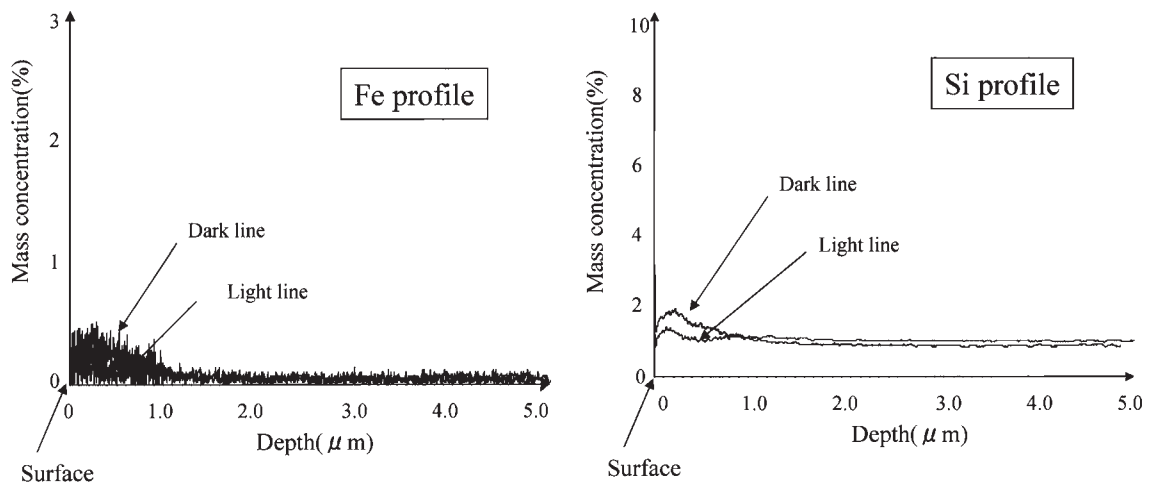 Fe profile
Mass concentration(%)
3
2
1
0
Dark line
Light line
0 1.0 2.0 3.0 4.0 5.0
Depth( μ m)
Surface
Si profile
Mass concentration(%)
10
8
6
4
2
0
Dark line
Light line
0 1.0 2.0 3.0 4.0 5.0
Depth( μ m)
Surface